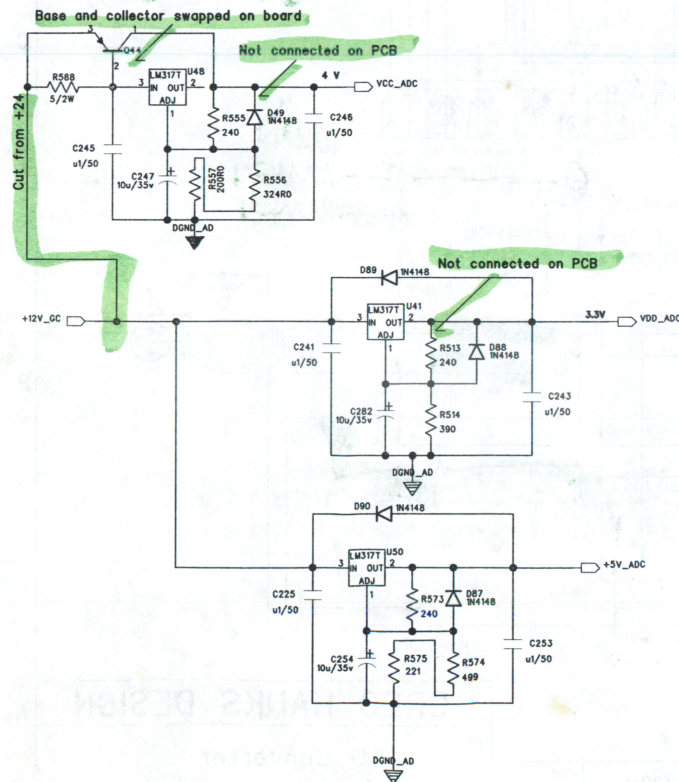 Base and collector swapped on board
3
1
Q44
2
Not connected on PCB
Cut from +24
R588
5/2W
LM317T
U48
3
IN OUT
2
ADJ
1
4 V
VCC_ADC
R555
240
D49
1N4148
C246
u1/50
C245
u1/50
C247
10u/35v
R557
200R0
R556
324R0
DGND_AD
Not connected on PCB
D89
1N4148
+12V_GC
LM317T
U41
3
IN OUT
2
ADJ
1
3.3V
VDD_ADC
C241
u1/50
R513
240
D88
1N4148
C243
u1/50
C282
10u/35v
R514
390
DGND_AD
D90
1N4148
LM317T
U50
3
IN OUT
2
ADJ
1
+5V_ADC
C225
u1/50
R573
240
D87
1N4148
C253
u1/50
C254
10u/35v
R575
221
R574
499
DGND_AD